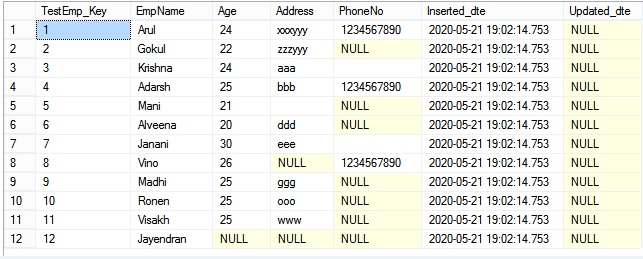 TestEmp_Key EmpName Age Address PhoneNo Inserted_dte Updated_dte
1 1 Arul 24 xxxyyy 1234567890 2020-05-21 19:02:14.753 NULL
2 2 Gokul 22 zzzyyy NULL 2020-05-21 19:02:14.753 NULL
3 3 Krishna 24 aaa 2020-05-21 19:02:14.753 NULL
4 4 Adarsh 25 bbb 1234567890 2020-05-21 19:02:14.753 NULL
5 5 Mani 21 NULL 2020-05-21 19:02:14.753 NULL
6 6 Alveena 20 ddd NULL 2020-05-21 19:02:14.753 NULL
7 7 Janani 30 eee 2020-05-21 19:02:14.753 NULL
8 8 Vino 26 NULL 1234567890 2020-05-21 19:02:14.753 NULL
9 9 Madhi 25 ggg NULL 2020-05-21 19:02:14.753 NULL
10 10 Ronen 25 ooo NULL 2020-05-21 19:02:14.753 NULL
11 11 Visakh 25 www NULL 2020-05-21 19:02:14.753 NULL
12 12 Jayendran NULL NULL NULL 2020-05-21 19:02:14.753 NULL